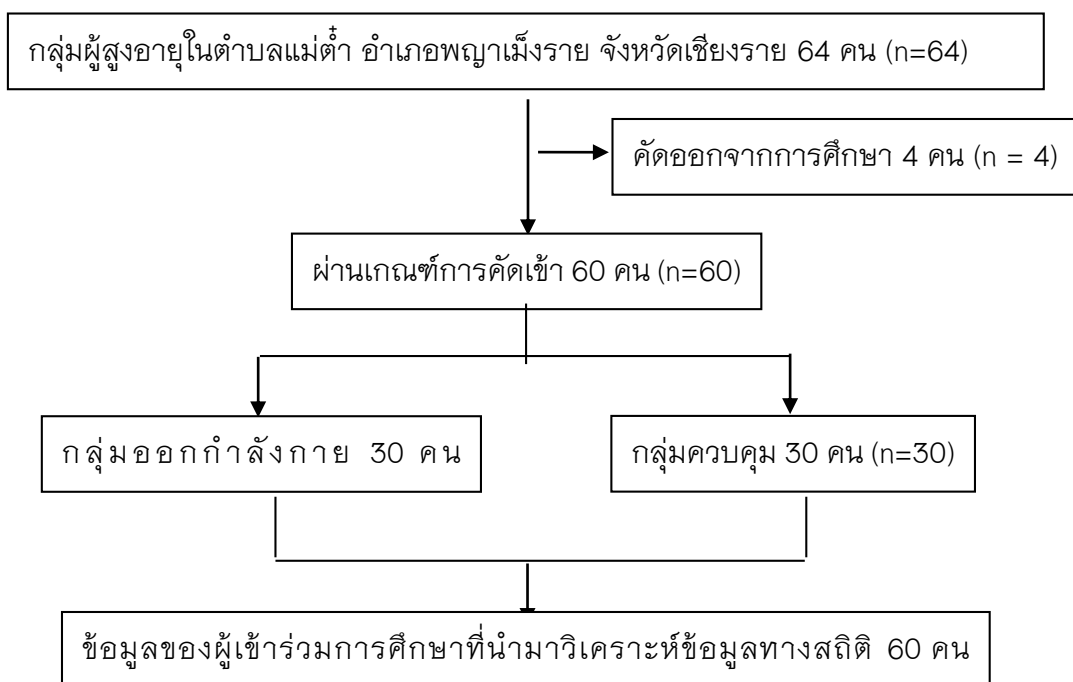 กลุ่มผู้สูงอายุในตำบลแม่ต๋ำ อำเภอพญาเม็งราย จังหวัดเชียงราย 64 คน (n=64)
คัดออกจากการศึกษา 4 คน (n = 4)
ผ่านเกณฑ์การคัดเข้า 60 คน (n=60)
กลุ่มออกกำลังกาย 30 คน
กลุ่มควบคุม 30 คน (n=30)
ข้อมูลของผู้เข้าร่วมการศึกษาที่นำมาวิเคราะห์ข้อมูลทางสถิติ 60 คน